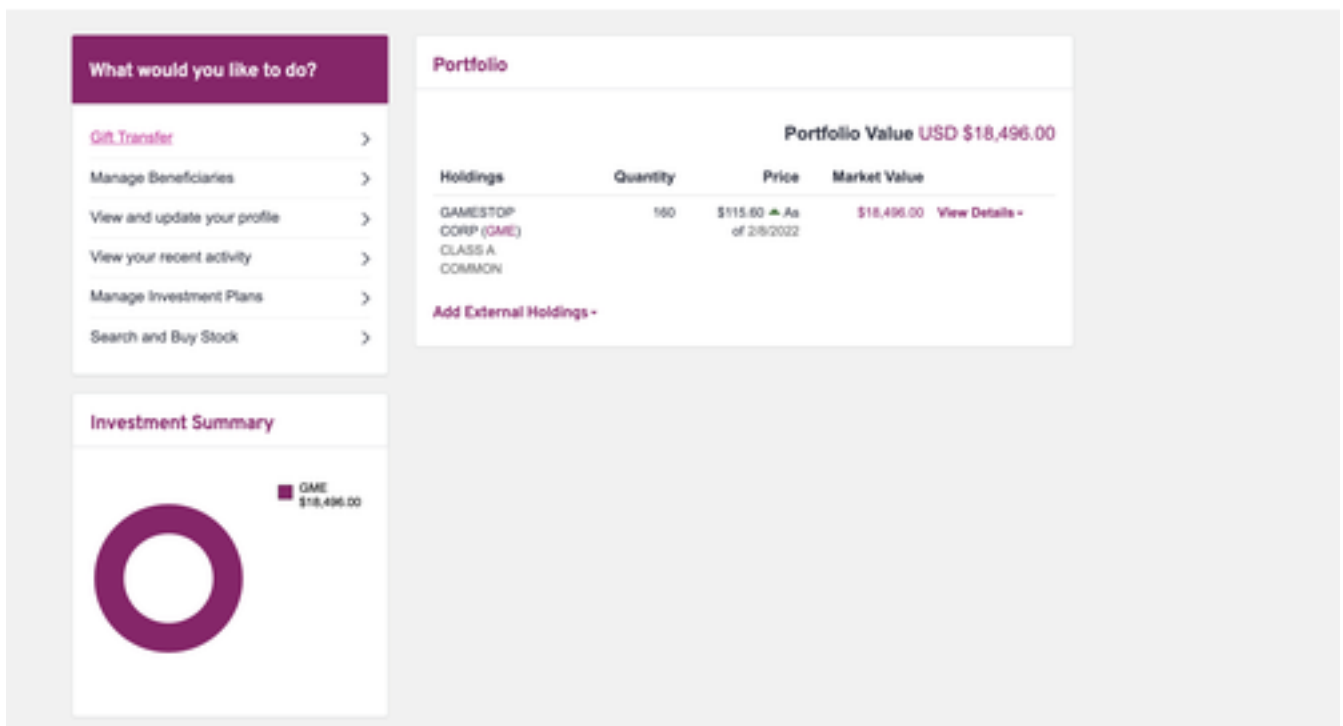 What would you like to do?
Gift Transfer
Manage Beneficiaries
View and update your profile
View your recent activity
Manage Investment Plans
Search and Buy Stock
Portfolio
Portfolio Value USD $18,496.00
Holdings Quantity Price Market Value
GAMESTOP 160 $115.60 As $18,496.00 View Details
CORP (GME) of 2/8/2022
CLASS A
COMMON
Add External Holdings
Investment Summary
GME
$18,496.00